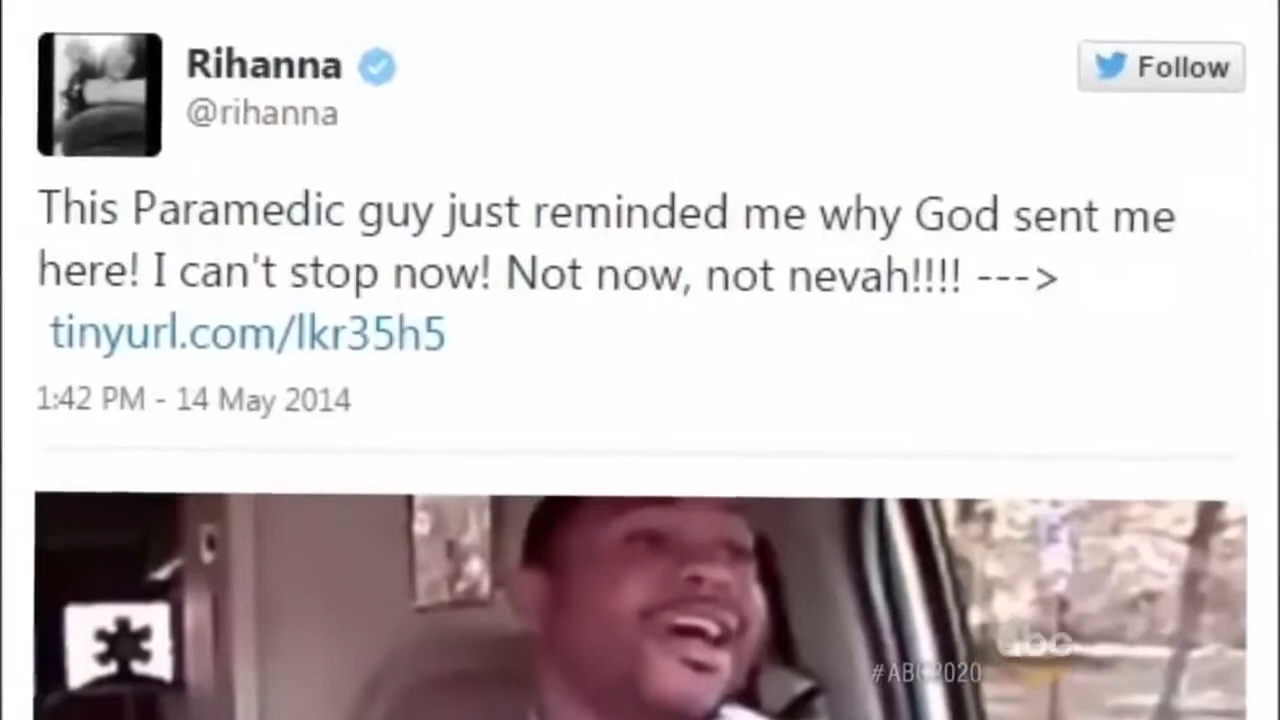 Rihanna
@rihanna
Follow
This Paramedic guy just reminded me why God sent me
here! I can't stop now! Not now, not nevah!!!! --->
tinyurl.com/lkr35h5
1:42 PM - 14 May 2014
abc
#ABC2020